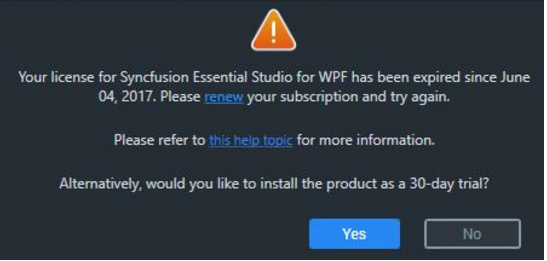 Your license for Syncfusion Essential Studio for WPF has been expired since June
04, 2017. Please renew your subscription and try again.
Please refer to this help topic for more information.
Alternatively, would you like to install the product as a 30-day trial?
Yes No